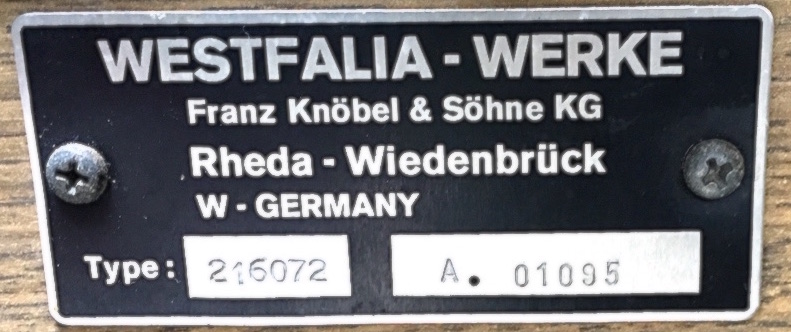 WESTFALIA - WERKE
Franz Knöbel & Söhne KG
Rheda - Wiedenbrück
W - GERMANY
Type: 216072 A. 01095